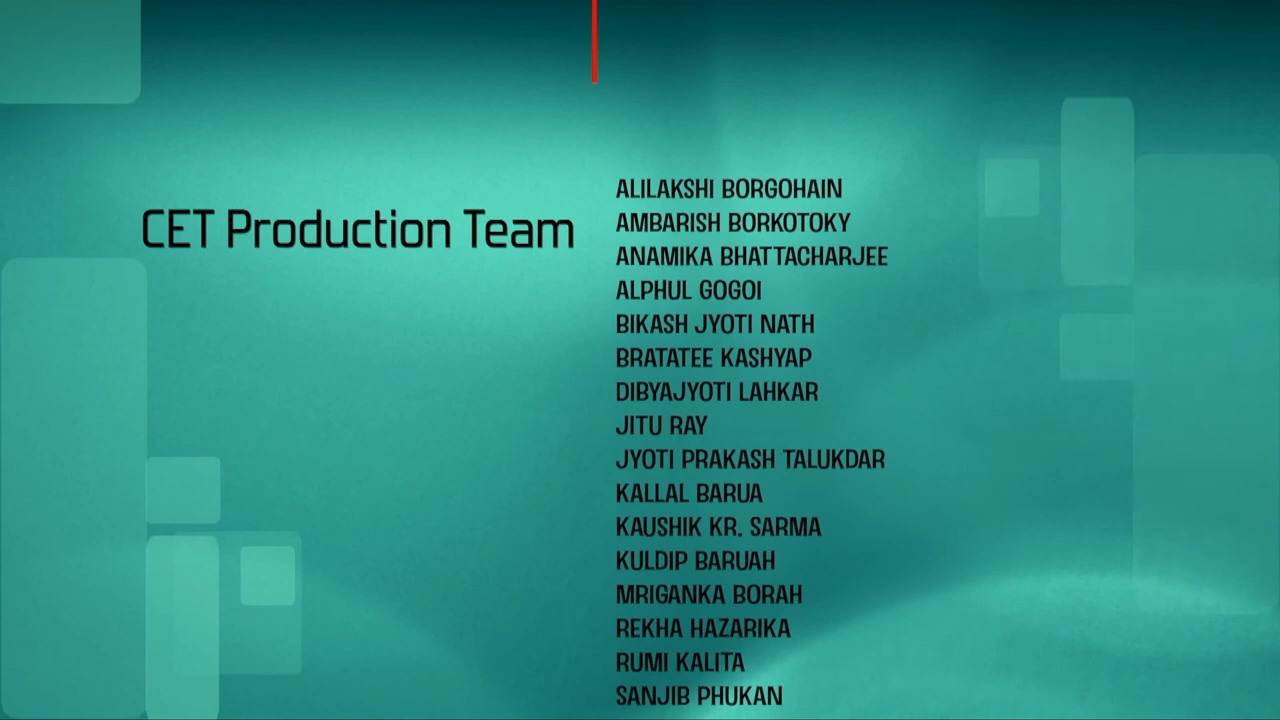 CET Production Team
ALILAKSHI BORGOHAIN
AMBARISH BORKOTOKY
ANAMIKA BHATTACHARJEE
ALPHUL GOGOI
BIKASH JYOTI NATH
BRATATEE KASHYAP
DIBYAJYOTI LAHKAR
JITU RAY
JYOTI PRAKASH TALUKDAR
KALLAL BARUA
KAUSHIK KR. SARMA
KULDIP BARUAH
MRIGANKA BORAH
REKHA HAZARIKA
RUMI KALITA
SANJIB PHUKAN